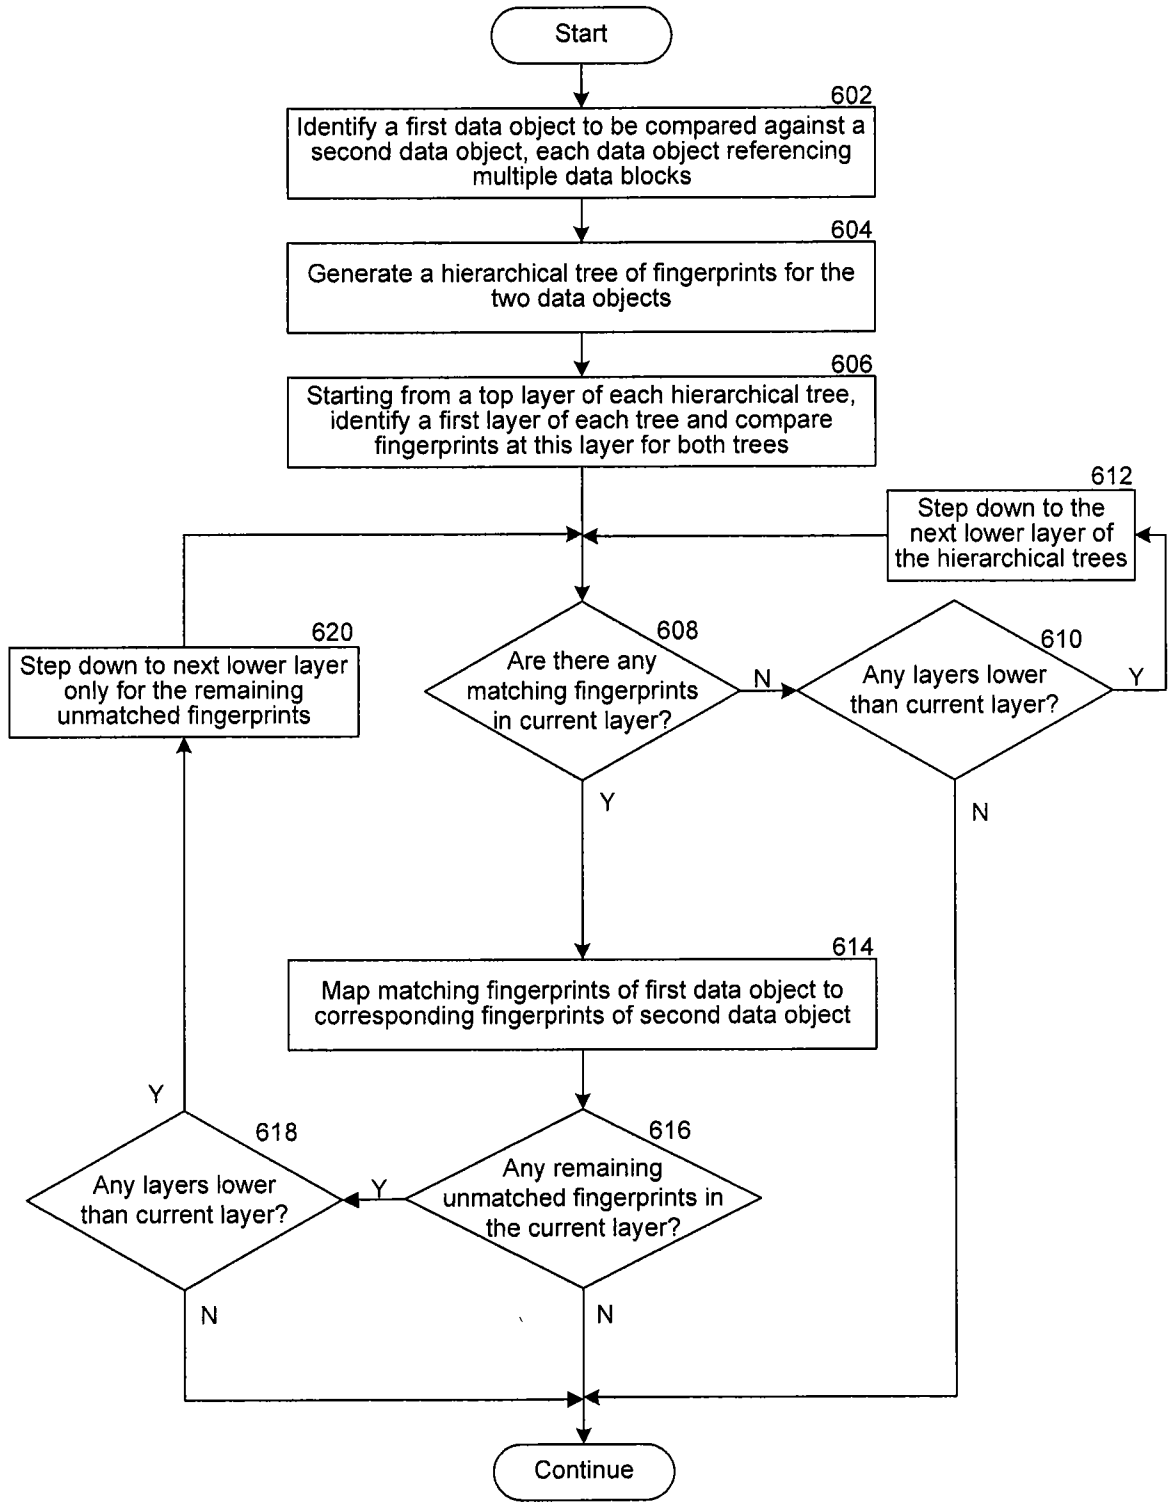 Start
602
Identify a first data object to be compared against a
second data object, each data object referencing
multiple data blocks
604
Generate a hierarchical tree of fingerprints for the
two data objects
606
Starting from a top layer of each hierarchical tree,
identify a first layer of each tree and compare
fingerprints at this layer for both trees
612
Step down to the
next lower layer of
the hierarchical trees
620
Step down to next lower layer
only for the remaining
unmatched fingerprints
608
Are there any
matching fingerprints
in current layer?
N
610
Any layers lower
than current layer?
Y
Y
N
614
Map matching fingerprints of first data object to
corresponding fingerprints of second data object
Y
618
Any layers lower
than current layer?
Y
616
Any remaining
unmatched fingerprints in
the current layer?
N
N
Continue